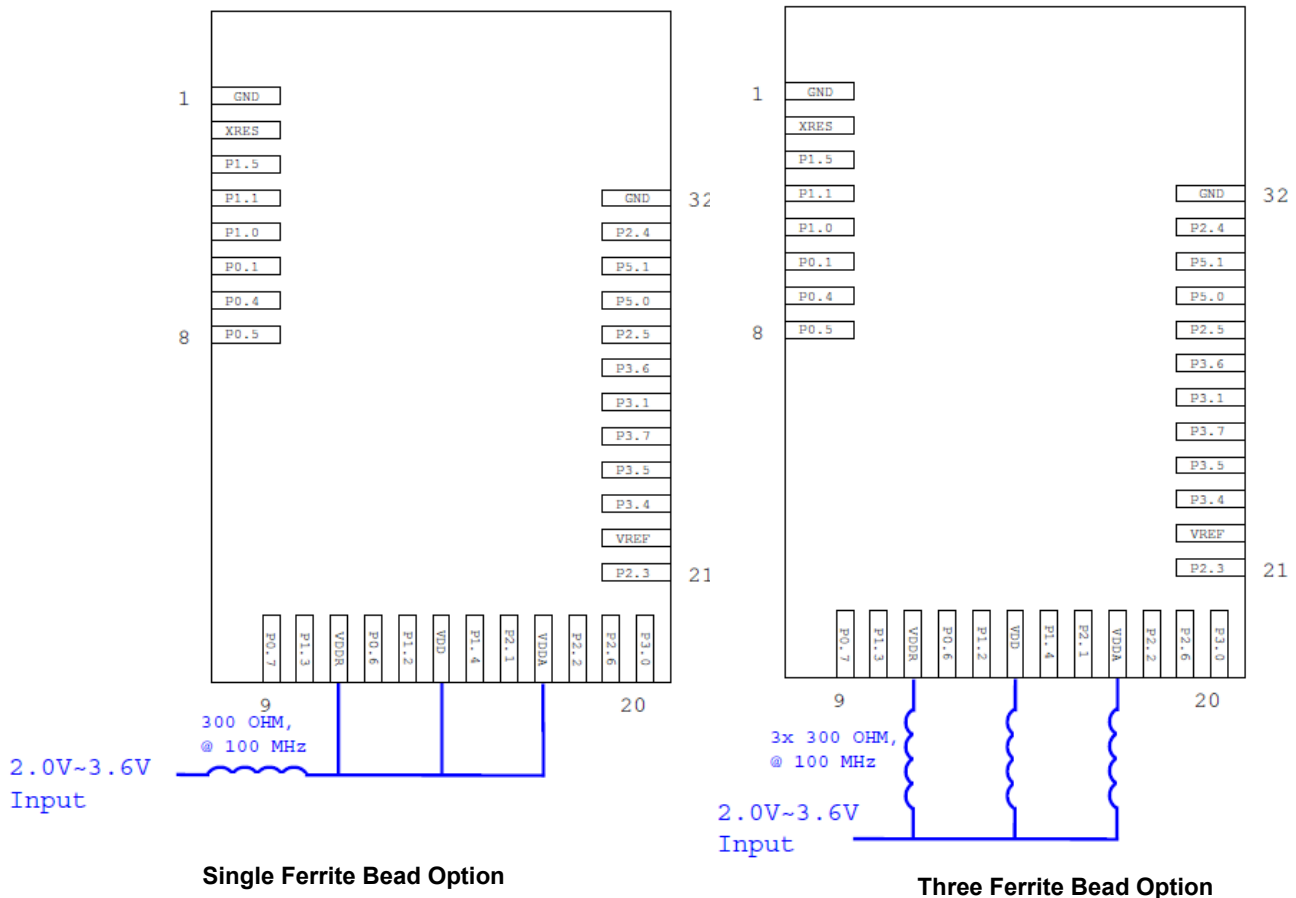 1
GND
XRES
P1.5
P1.1
P1.0
P0.1
P0.4
8
P0.5
GND
32
P2.4
P5.1
P5.0
P2.5
P3.6
P3.1
P3.7
P3.5
P3.4
VREF
P2.3
21
P0.7
P1.3
VDDR
P0.6
P1.2
VDD
P1.4
P2.1
VDDA
P2.2
P2.6
P3.0
9
20
300 OHM,
@ 100 MHz
2.0V~3.6V
Input
Single Ferrite Bead Option
1
GND
XRES
P1.5
P1.1
P1.0
P0.1
P0.4
8
P0.5
GND
32
P2.4
P5.1
P5.0
P2.5
P3.6
P3.1
P3.7
P3.5
P3.4
VREF
P2.3
21
P0.7
P1.3
VDDR
P0.6
P1.2
VDD
P1.4
P2.1
VDDA
P2.2
P2.6
P3.0
9
20
3x 300 OHM,
@ 100 MHz
2.0V~3.6V
Input
Three Ferrite Bead Option